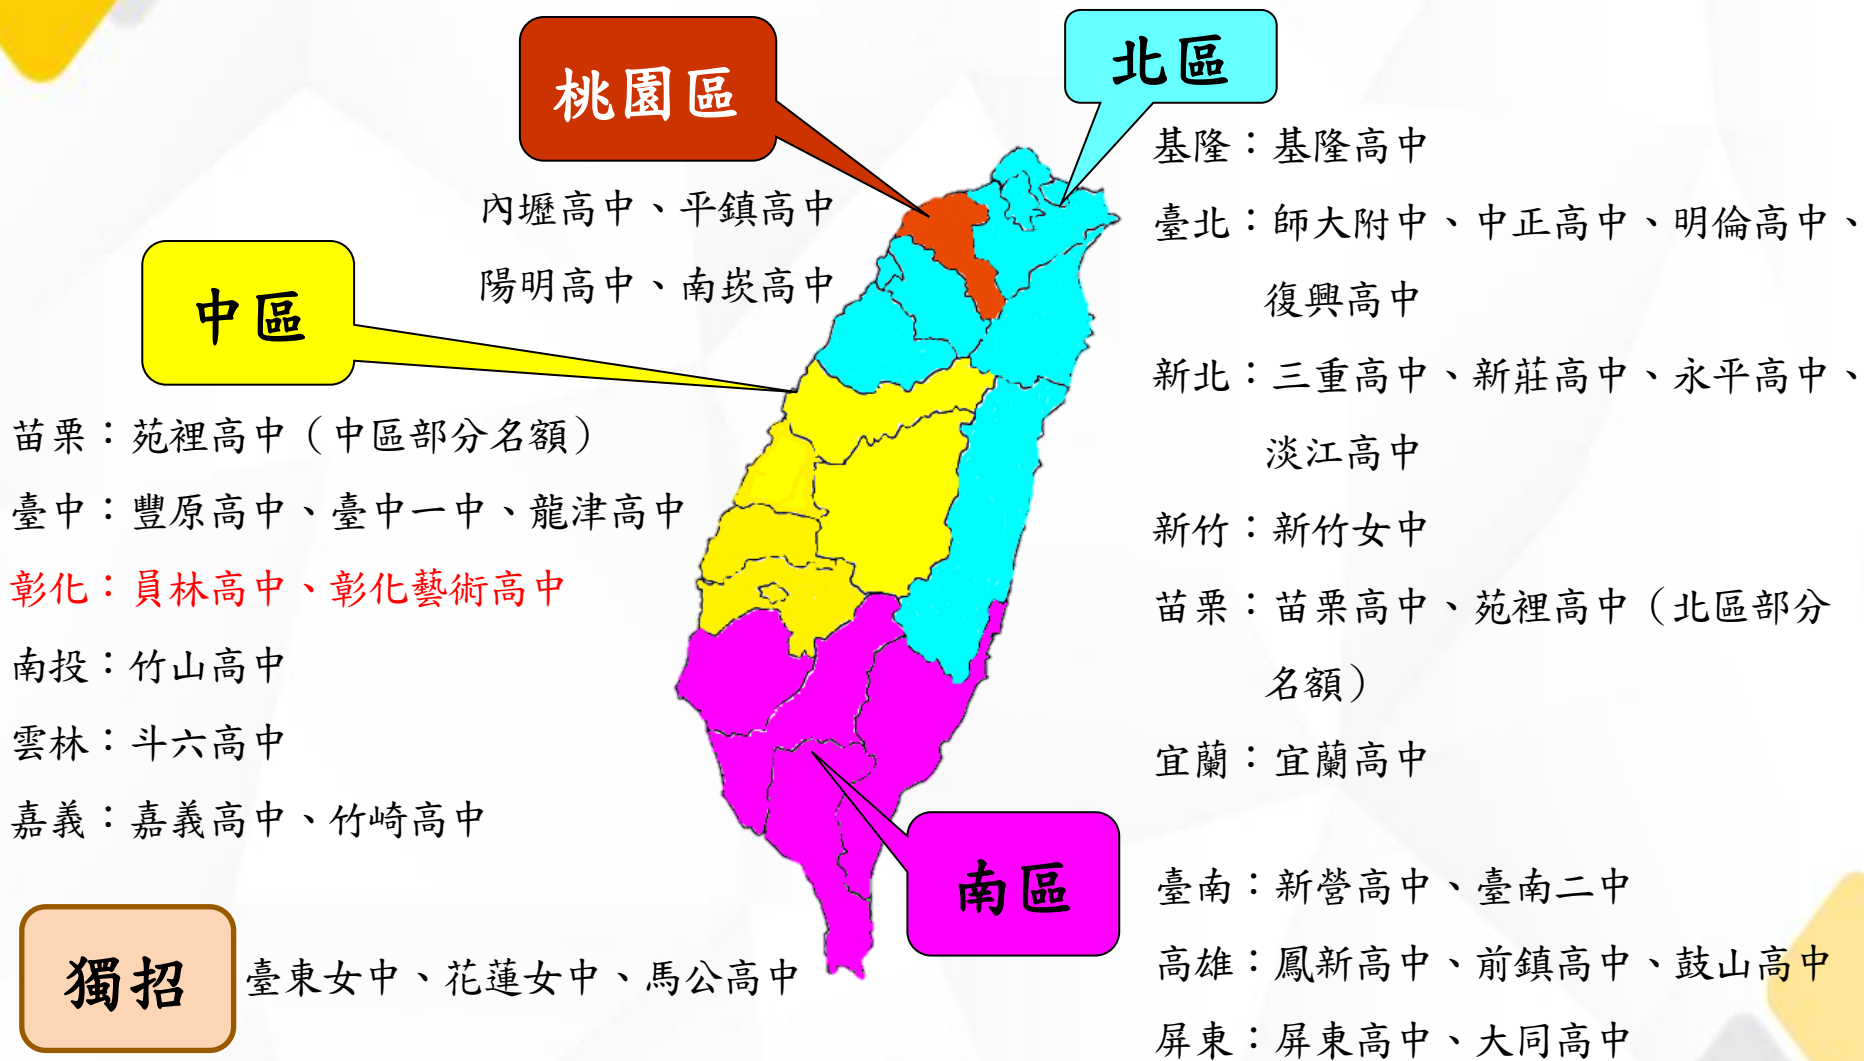 桃園區
內壢高中、平鎮高中
陽明高中、南崁高中
北區
基隆：基隆高中
臺北：師大附中、中正高中、明倫高中、
復興高中
新北：三重高中、新莊高中、永平高中、
淡江高中
新竹：新竹女中
苗栗：苗栗高中、苑裡高中（北區部分
名額）
宜蘭：宜蘭高中
中區
苗栗：苑裡高中（中區部分名額）
臺中：豐原高中、臺中一中、龍津高中
彰化：員林高中、彰化藝術高中
南投：竹山高中
雲林：斗六高中
嘉義：嘉義高中、竹崎高中
南區
臺南：新營高中、臺南二中
高雄：鳳新高中、前鎮高中、鼓山高中
屏東：屏東高中、大同高中
獨招
臺東女中、花蓮女中、馬公高中